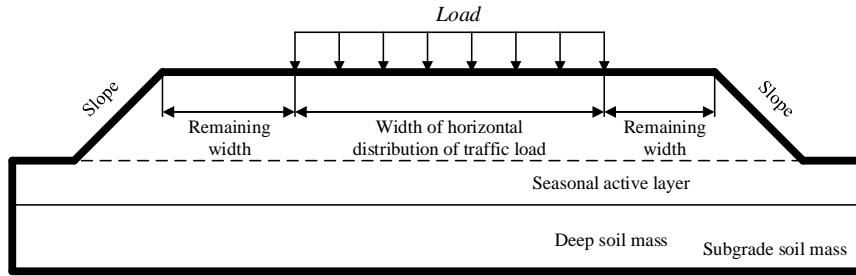 Load
Slope
Slope
Remaining
width
Width of horizontal
distribution of traffic load
Remaining
width
Seasonal active layer
Deep soil mass
Subgrade soil mass